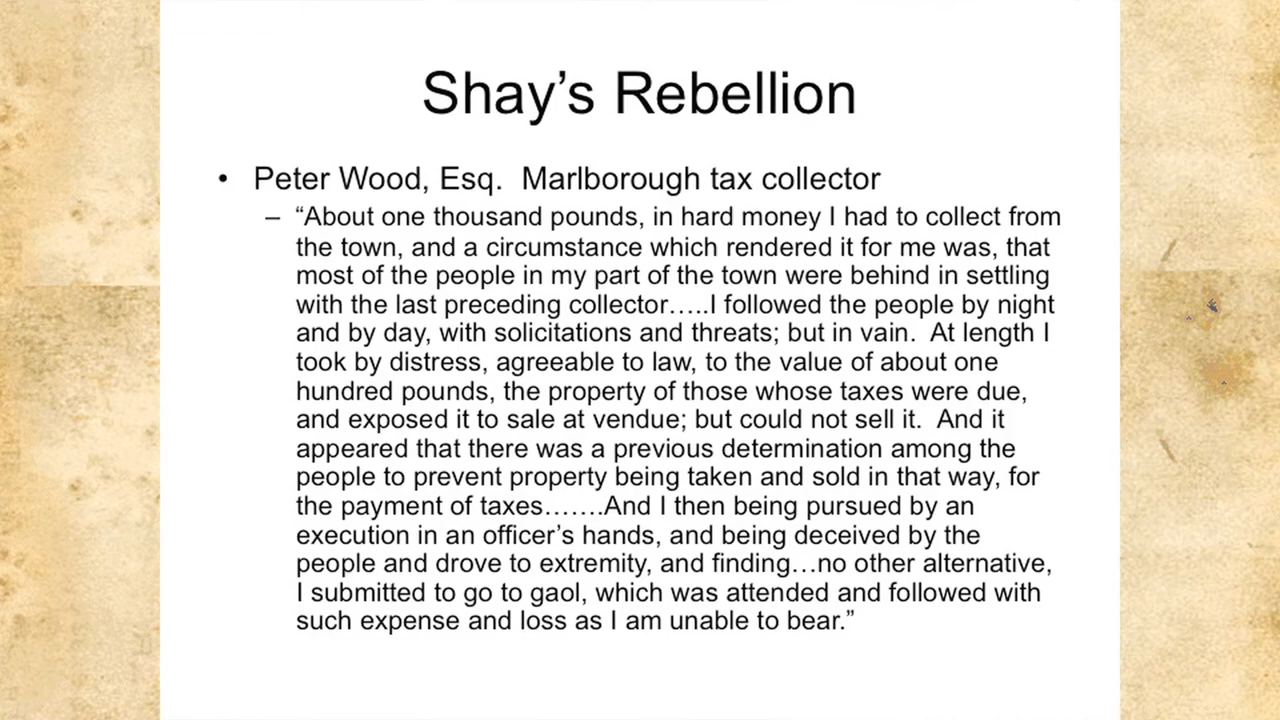 Shay’s Rebellion
• Peter Wood, Esq.  Marlborough tax collector
– “About one thousand pounds, in hard money I had to collect from
the town, and a circumstance which rendered it for me was, that
most of the people in my part of the town were behind in settling
with the last preceding collector…..I followed the people by night
and by day, with solicitations and threats; but in vain.  At length I
took by distress, agreeable to law, to the value of about one
hundred pounds, the property of those whose taxes were due,
and exposed it to sale at vendue; but could not sell it.  And it
appeared that there was a previous determination among the
people to prevent property being taken and sold in that way, for
the payment of taxes…….And I then being pursued by an
execution in an officer’s hands, and being deceived by the
people and drove to extremity, and finding…no other alternative,
I submitted to go to gaol, which was attended and followed with
such expense and loss as I am unable to bear.”